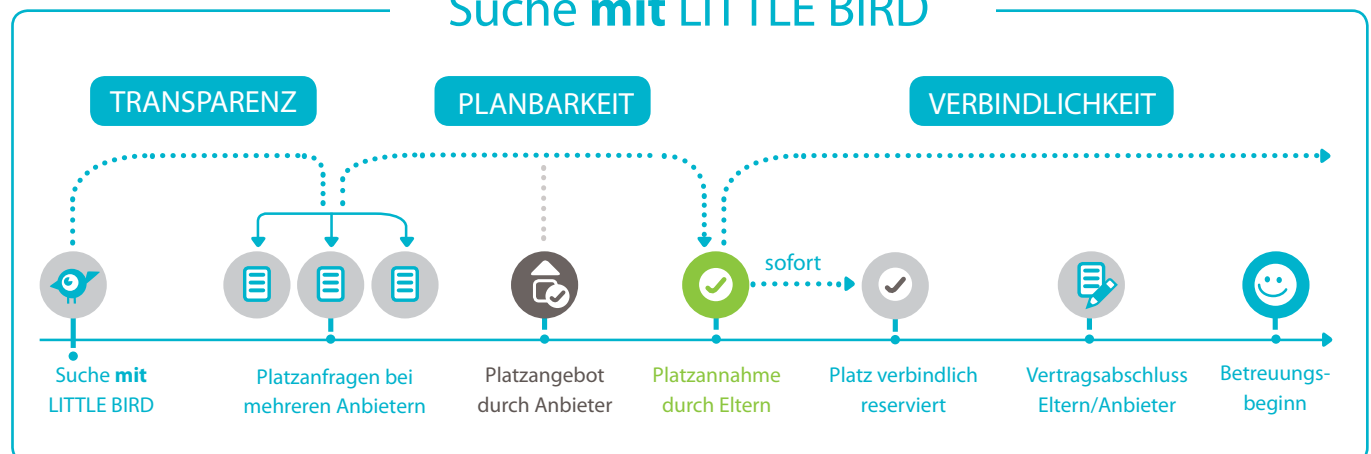 Suche mit LITTLE BIRD
TRANSPARENZ
PLANBARKEIT
VERBINDLICHKEIT
sofort
Suche mit
LITTLE BIRD
Platzanfragen bei
mehreren Anbietern
Platzangebot
durch Anbieter
Platzannahme
durch Eltern
Platz verbindlich
reserviert
Vertragsabschluss
Eltern/Anbieter
Betreuungs-
beginn